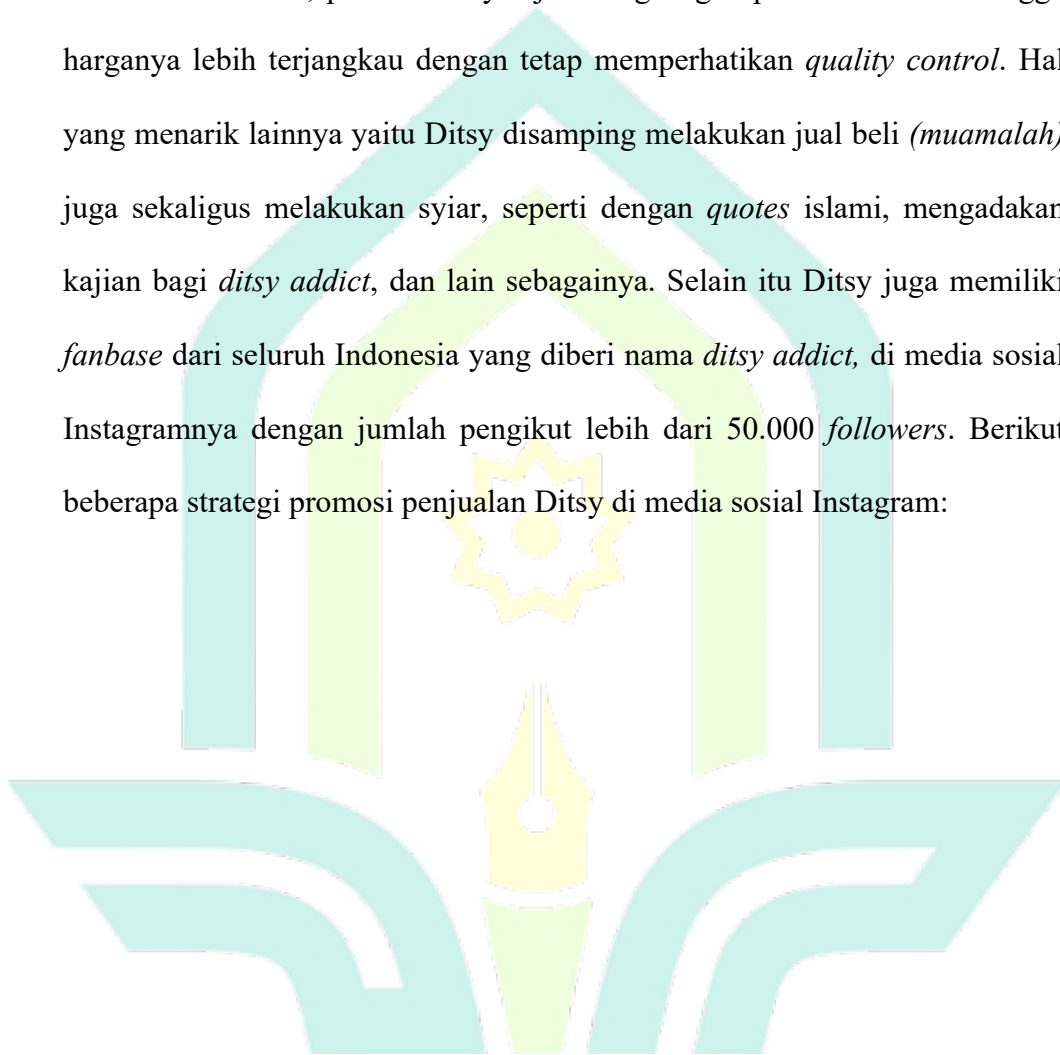 harganya lebih terjangkau dengan tetap memperhatikan quality control. Hal
yang menarik lainnya yaitu Ditsy disamping melakukan jual beli (muamalah)
juga sekaligus melakukan syiar, seperti dengan quotes islami, mengadakan
kajian bagi ditsy addict, dan lain sebagainya. Selain itu Ditsy juga memiliki
fanbase dari seluruh Indonesia yang diberi nama ditsy addict, di media sosial
Instagramnya dengan jumlah pengikut lebih dari 50.000 followers. Berikut
beberapa strategi promosi penjualan Ditsy di media sosial Instagram: